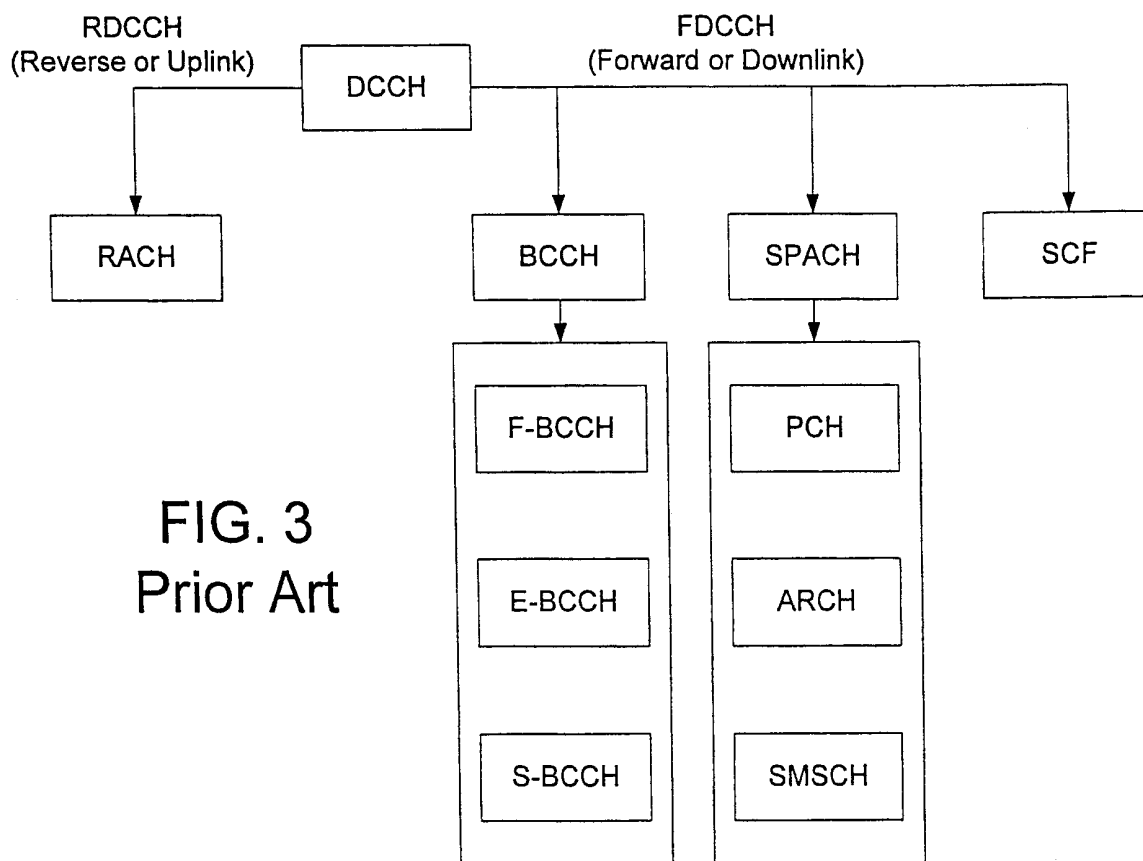 RDCCH
(Reverse or Uplink)
FDCCH
(Forward or Downlink)
DCCH
RACH
BCCH
SPACH
SCF
F-BCCH
PCH
FIG. 3
Prior Art
E-BCCH
ARCH
S-BCCH
SMSCH